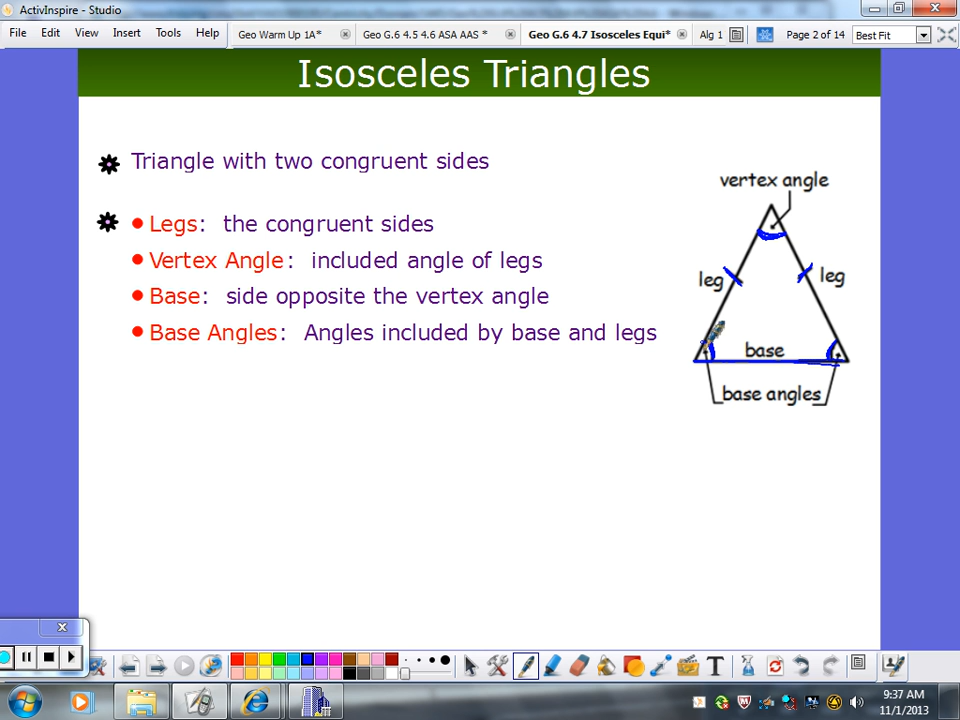 ActivInspire - Studio
File Edit View Insert Tools Help
Geo Warm Up 1A* Geo G.6 4.5 4.6 ASA AAS * Geo G.6 4.7 Isosceles Equi* Alg 1 Page 2 of 14 Best Fit
Isosceles Triangles
Triangle with two congruent sides
Legs: the congruent sides
Vertex Angle: included angle of legs
Base: side opposite the vertex angle
Base Angles: Angles included by base and legs
vertex angle
leg leg
base
base angles
9:37 AM
11/1/2013